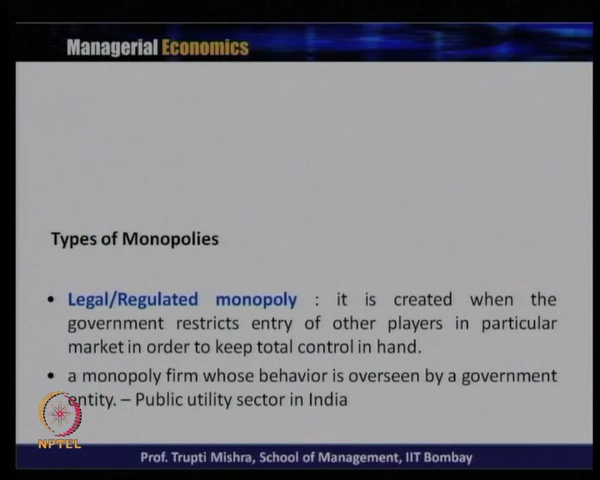 Managerial Economics
Types of Monopolies
• Legal/Regulated monopoly : it is created when the
government restricts entry of other players in particular
market in order to keep total control in hand.
• a monopoly firm whose behavior is overseen by a government
entity. – Public utility sector in India
NPTEL
Prof. Trupti Mishra, School of Management, IIT Bombay